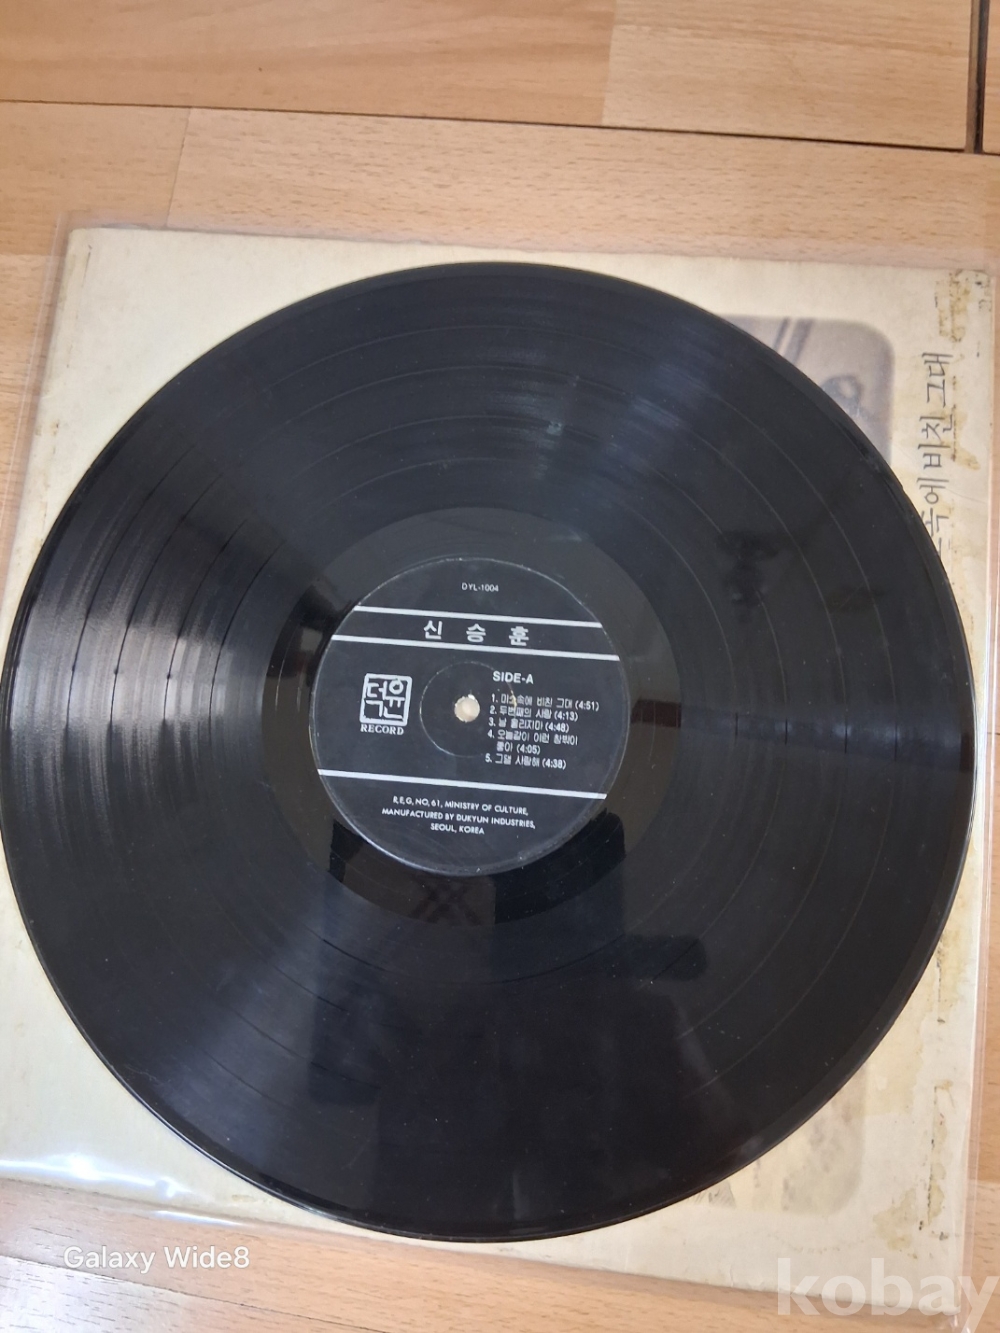 속에 비친 그대
DYL-1004
신승훈
SIDE-A
덕윤
RECORD
1. 미소속에 비친 그대 (4:51)
2. 두번째의 사랑 (4:13)
3. 날 울리지마 (4:48)
4. 오늘같이 이런 창밖이
좋아 (4:05)
5. 그댈 사랑해 (4:38)
R.E.G. NO. 61, MINISTRY OF CULTURE,
MANUFACTURED BY DUKYUN INDUSTRIES,
SEOUL, KOREA
Galaxy Wide8
kobay